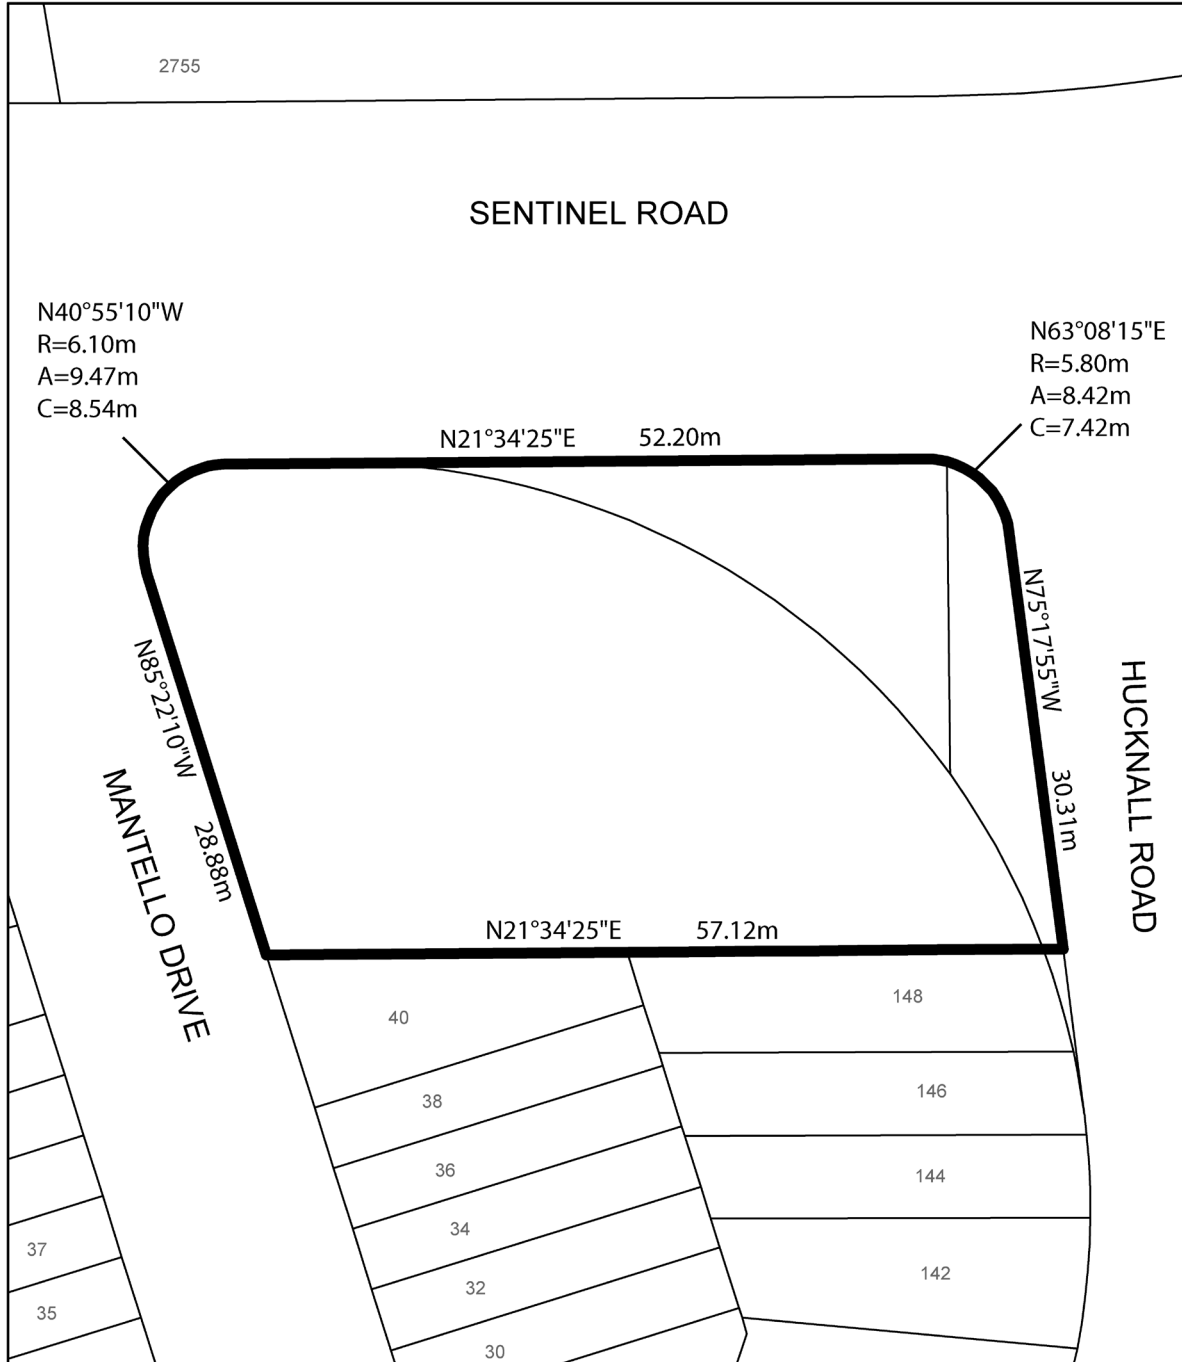 2755
SENTINEL ROAD
N40°55'10"W
R=6.10m
A=9.47m
C=8.54m
N63°08'15"E
R=5.80m
A=8.42m
C=7.42m
N21°34'25"E 52.20m
N85°22'10"W 28.88m
N75°17'55"W 30.31m
MANTELLO DRIVE
HUCKNALL ROAD
N21°34'25"E 57.12m
40
148
38
146
36
144
34
37
142
32
35
30